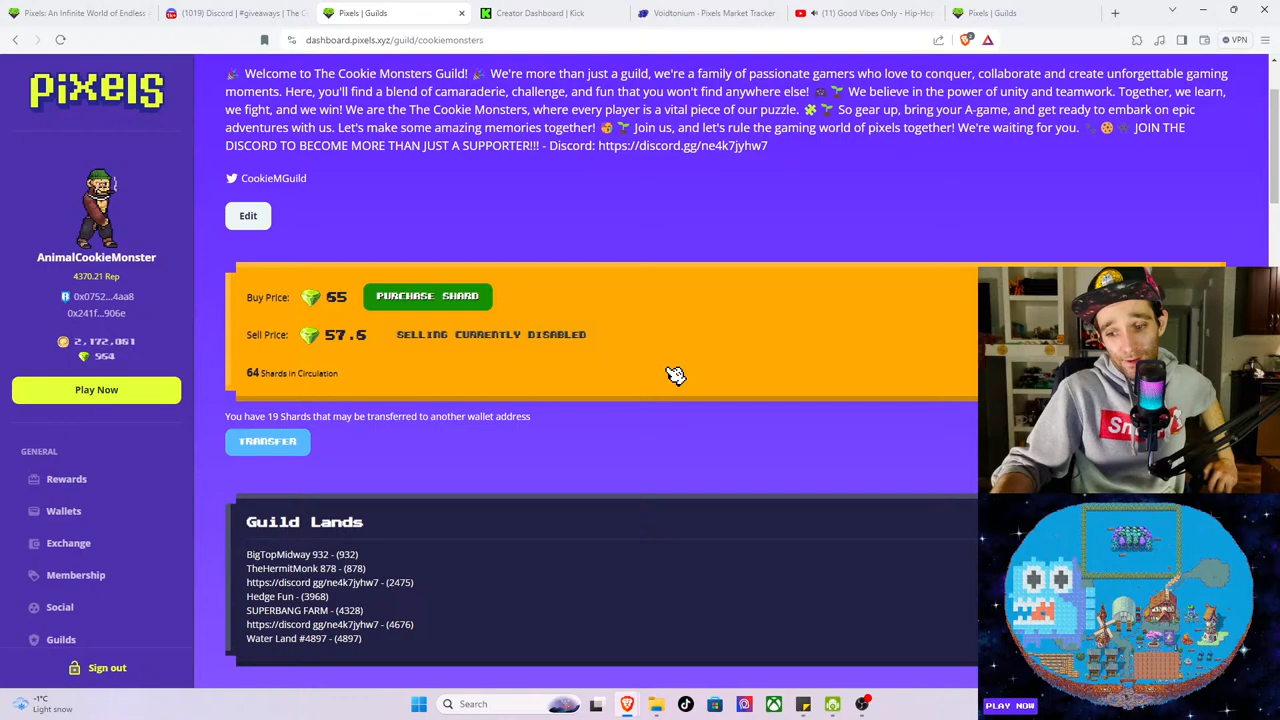 Pixels: An Infinite World of Endless
(1019) Discord | #giveaways | The C
Pixels | Guilds
Creator Dashboard | Kick
Voidtonium - Pixels Market Tracker
(11) Good Vibes Only - Hip-Hop
Pixels | Guilds
dashboard.pixels.xyz/guild/cookiemonsters
VPN
pixels
🎉 Welcome to The Cookie Monsters Guild! 🎉 We're more than just a guild, we're a family of passionate gamers who love to conquer, collaborate and create unforgettable gaming
moments. Here, you'll find a blend of camaraderie, challenge, and fun that you won't find anywhere else! 🎮 🌱 We believe in the power of unity and teamwork. Together, we learn,
we fight, and we win! We are the The Cookie Monsters, where every player is a vital piece of our puzzle. 🧩 🌱 So gear up, bring your A-game, and get ready to embark on epic
adventures with us. Let's make some amazing memories together! 🥳 🌱 Join us, and let's rule the gaming world of pixels together! We're waiting for you. 🍪 JOIN THE
DISCORD TO BECOME MORE THAN JUST A SUPPORTER!!! - Discord: https://discord.gg/ne4k7jyhw7
CookieMGuild
Edit
AnimalCookieMonster
4370.21 Rep
0x0752...4aa8
0x241f...906e
2,172,081
964
Play Now
GENERAL
Rewards
Wallets
Exchange
Membership
Social
Guilds
Sign out
Buy Price: 65 PURCHASE SHARD
Sell Price: 57.5 SELLING CURRENTLY DISABLED
64 Shards in Circulation
You have 19 Shards that may be transferred to another wallet address
TRANSFER
Guild Lands
BigTopMidway 932 - (932)
TheHermitMonk 878 - (878)
https://discord gg/ne4k7jyhw7 - (2475)
Hedge Fun - (3968)
SUPERBANG FARM - (4328)
https://discord gg/ne4k7jyhw7 - (4676)
Water Land #4897 - (4897)
PLAY NOW
-1°C
Light snow
Search